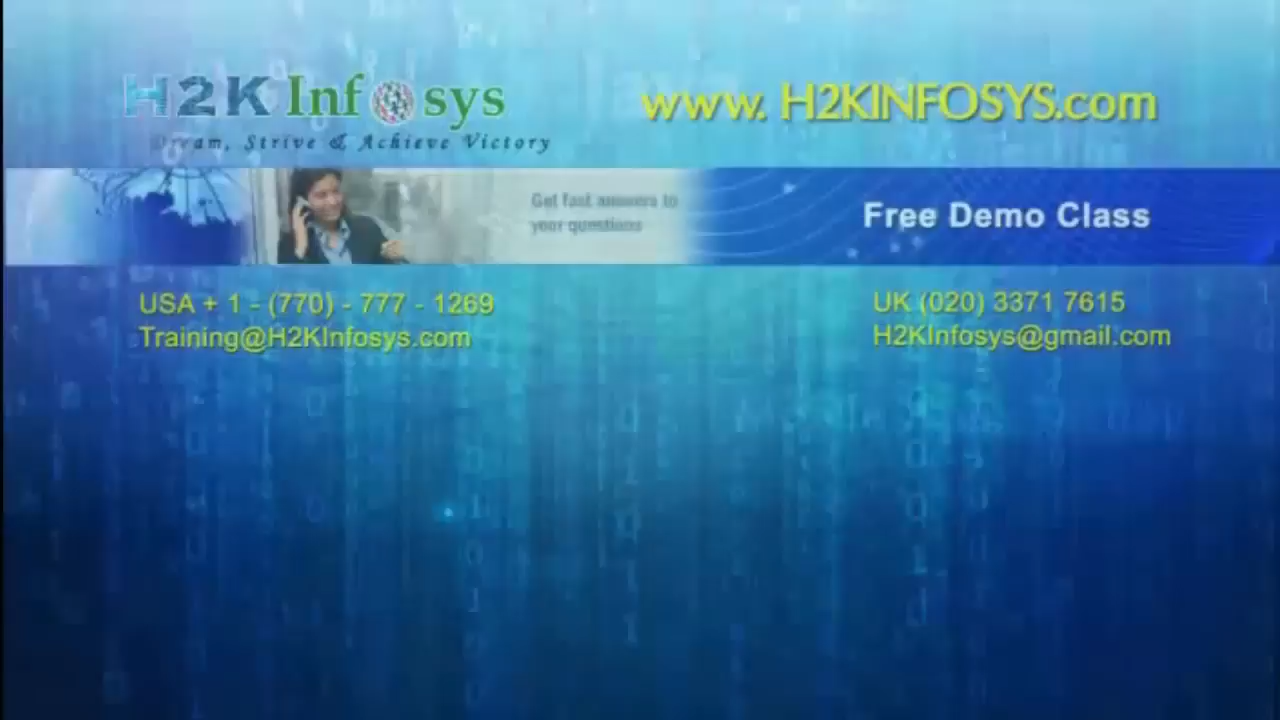 H2K Infosys
www. H2KINFOSYS.com
Dream, Strive & Achieve Victory
Get fast answers to
your questions
Free Demo Class
USA + 1 - (770) - 777 - 1269
UK (020) 3371 7615
Training@H2KInfosys.com
H2KInfosys@gmail.com